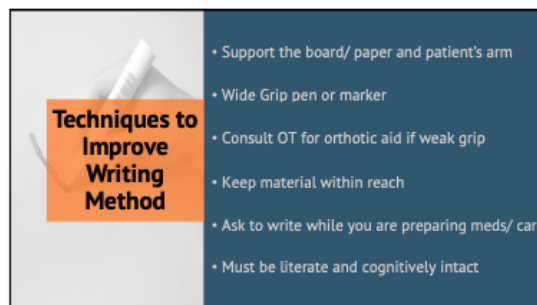 Techniques to
Improve
Writing
Method
• Support the board/ paper and patient's arm
• Wide Grip pen or marker
• Consult OT for orthotic aid if weak grip
• Keep material within reach
• Ask to write while you are preparing meds/ car
• Must be literate and cognitively intact